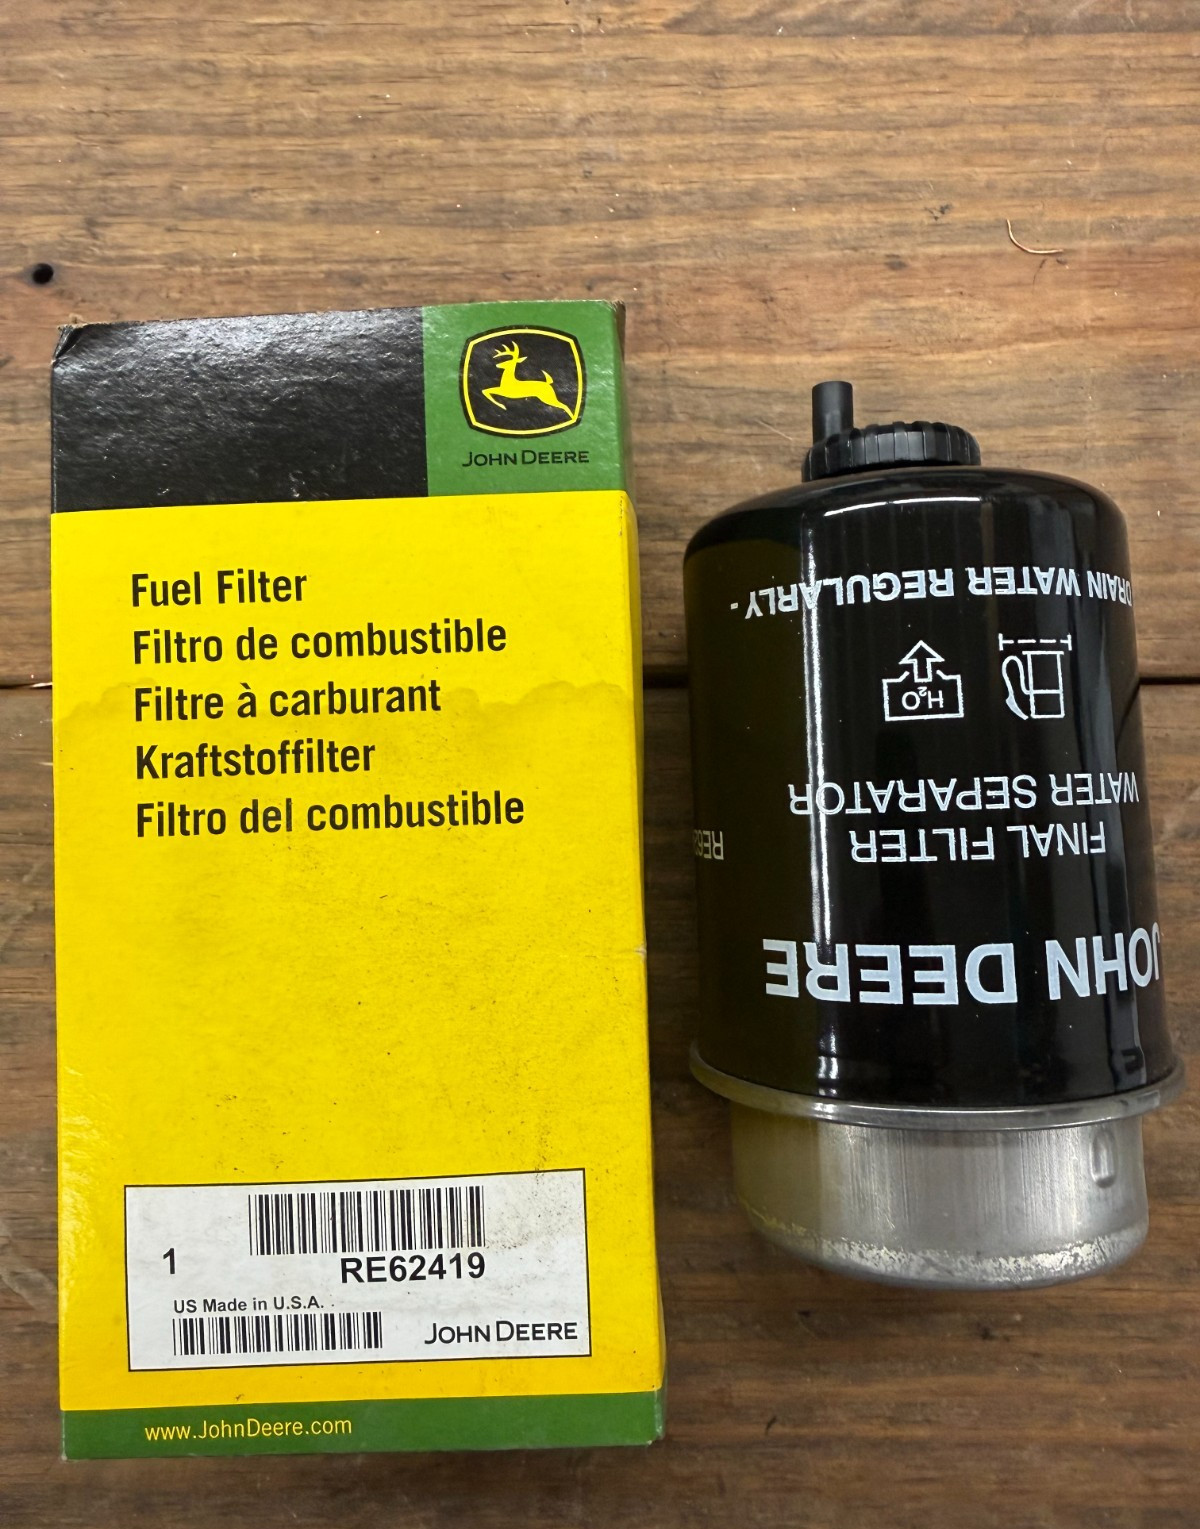 JOHN DEERE
Fuel Filter
Filtro de combustible
Filtre à carburant
Kraftstoffilter
Filtro del combustible
1
RE62419
US Made in U.S.A.
JOHN DEERE
www.JohnDeere.com
JOHN DEERE
FINAL FILTER
WATER SEPARATOR
H₂O
DRAIN WATER REGULARLY -